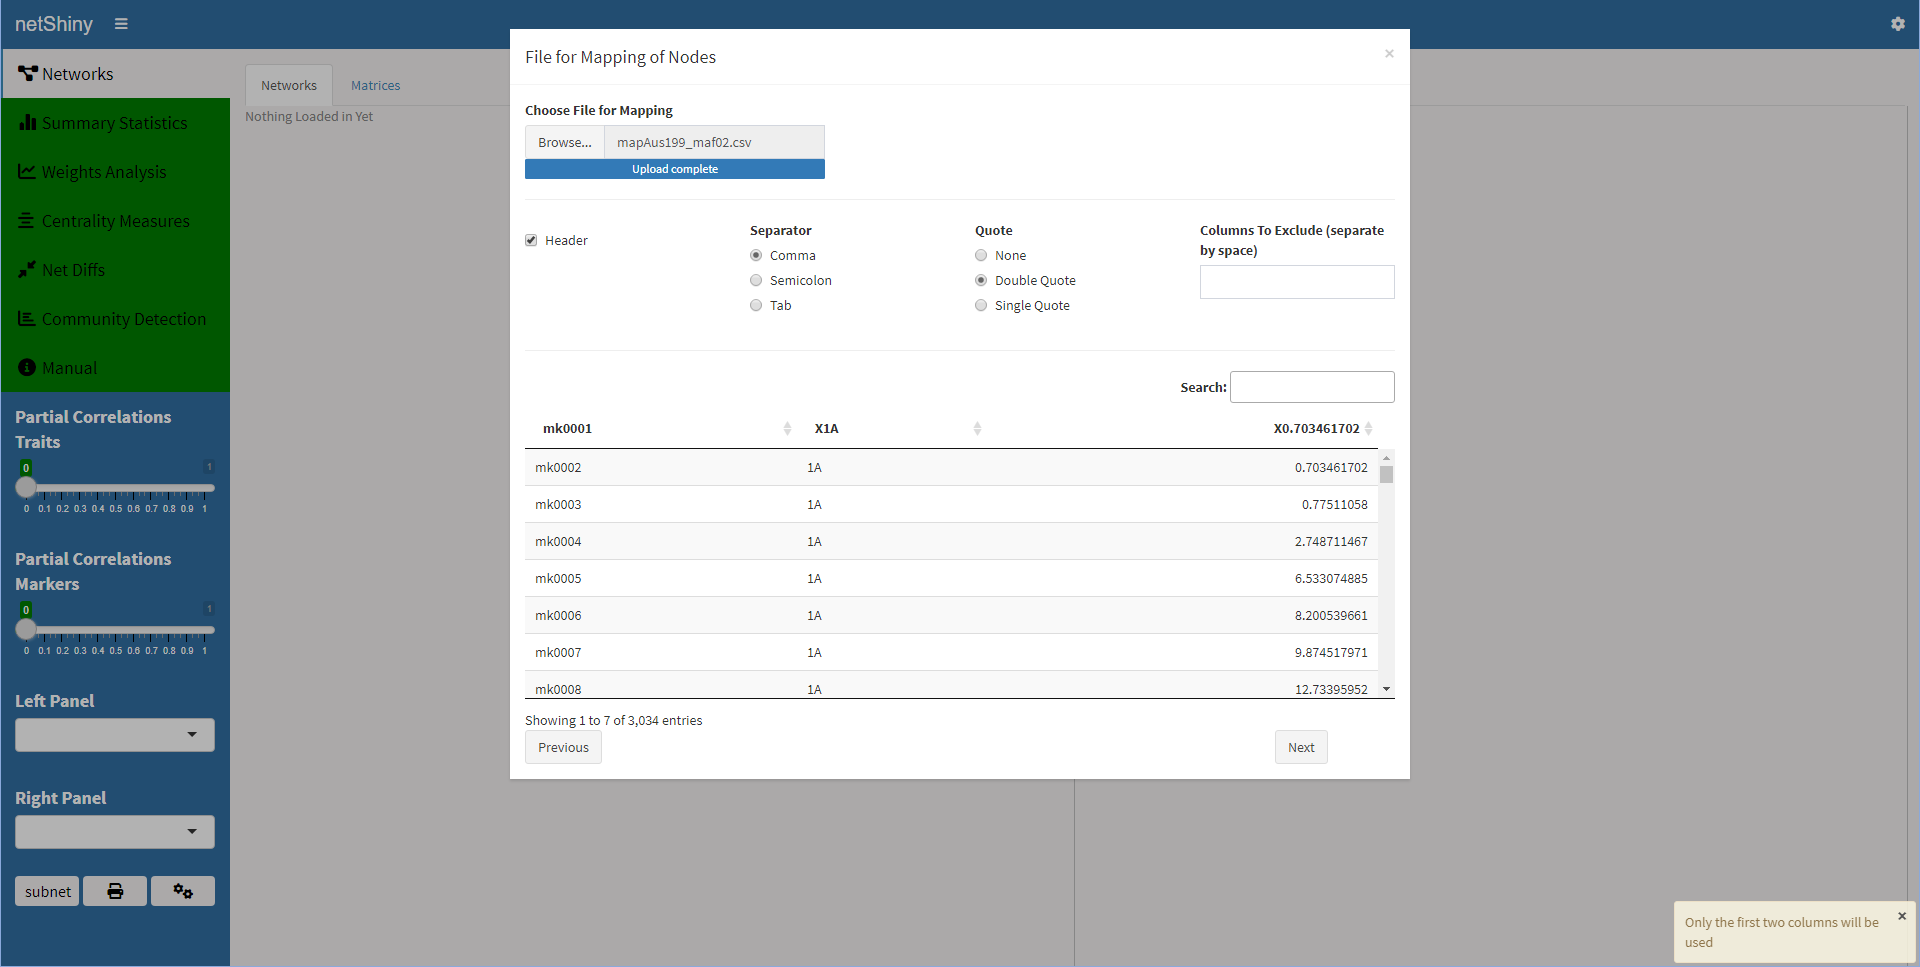 netShiny
Networks
Summary Statistics
Weights Analysis
Centrality Measures
Net Diffs
Community Detection
Manual
Partial Correlations
Traits
0 1
0 0.1 0.2 0.3 0.4 0.5 0.6 0.7 0.8 0.9 1
Partial Correlations
Markers
0 1
0 0.1 0.2 0.3 0.4 0.5 0.6 0.7 0.8 0.9 1
Left Panel
Right Panel
subnet
Networks Matrices
Nothing Loaded in Yet
File for Mapping of Nodes ×
Choose File for Mapping
Browse... mapAus199_maf02.csv
Upload complete
Header
Separator
Comma
Semicolon
Tab
Quote
None
Double Quote
Single Quote
Columns To Exclude (separate
by space)
Search:
mk0001 X1A X0.703461702
mk0002 1A 0.703461702
mk0003 1A 0.77511058
mk0004 1A 2.748711467
mk0005 1A 6.533074885
mk0006 1A 8.200539661
mk0007 1A 9.874517971
mk0008 1A 12.73395952
Showing 1 to 7 of 3,034 entries
Previous Next
Only the first two columns will be ×
used